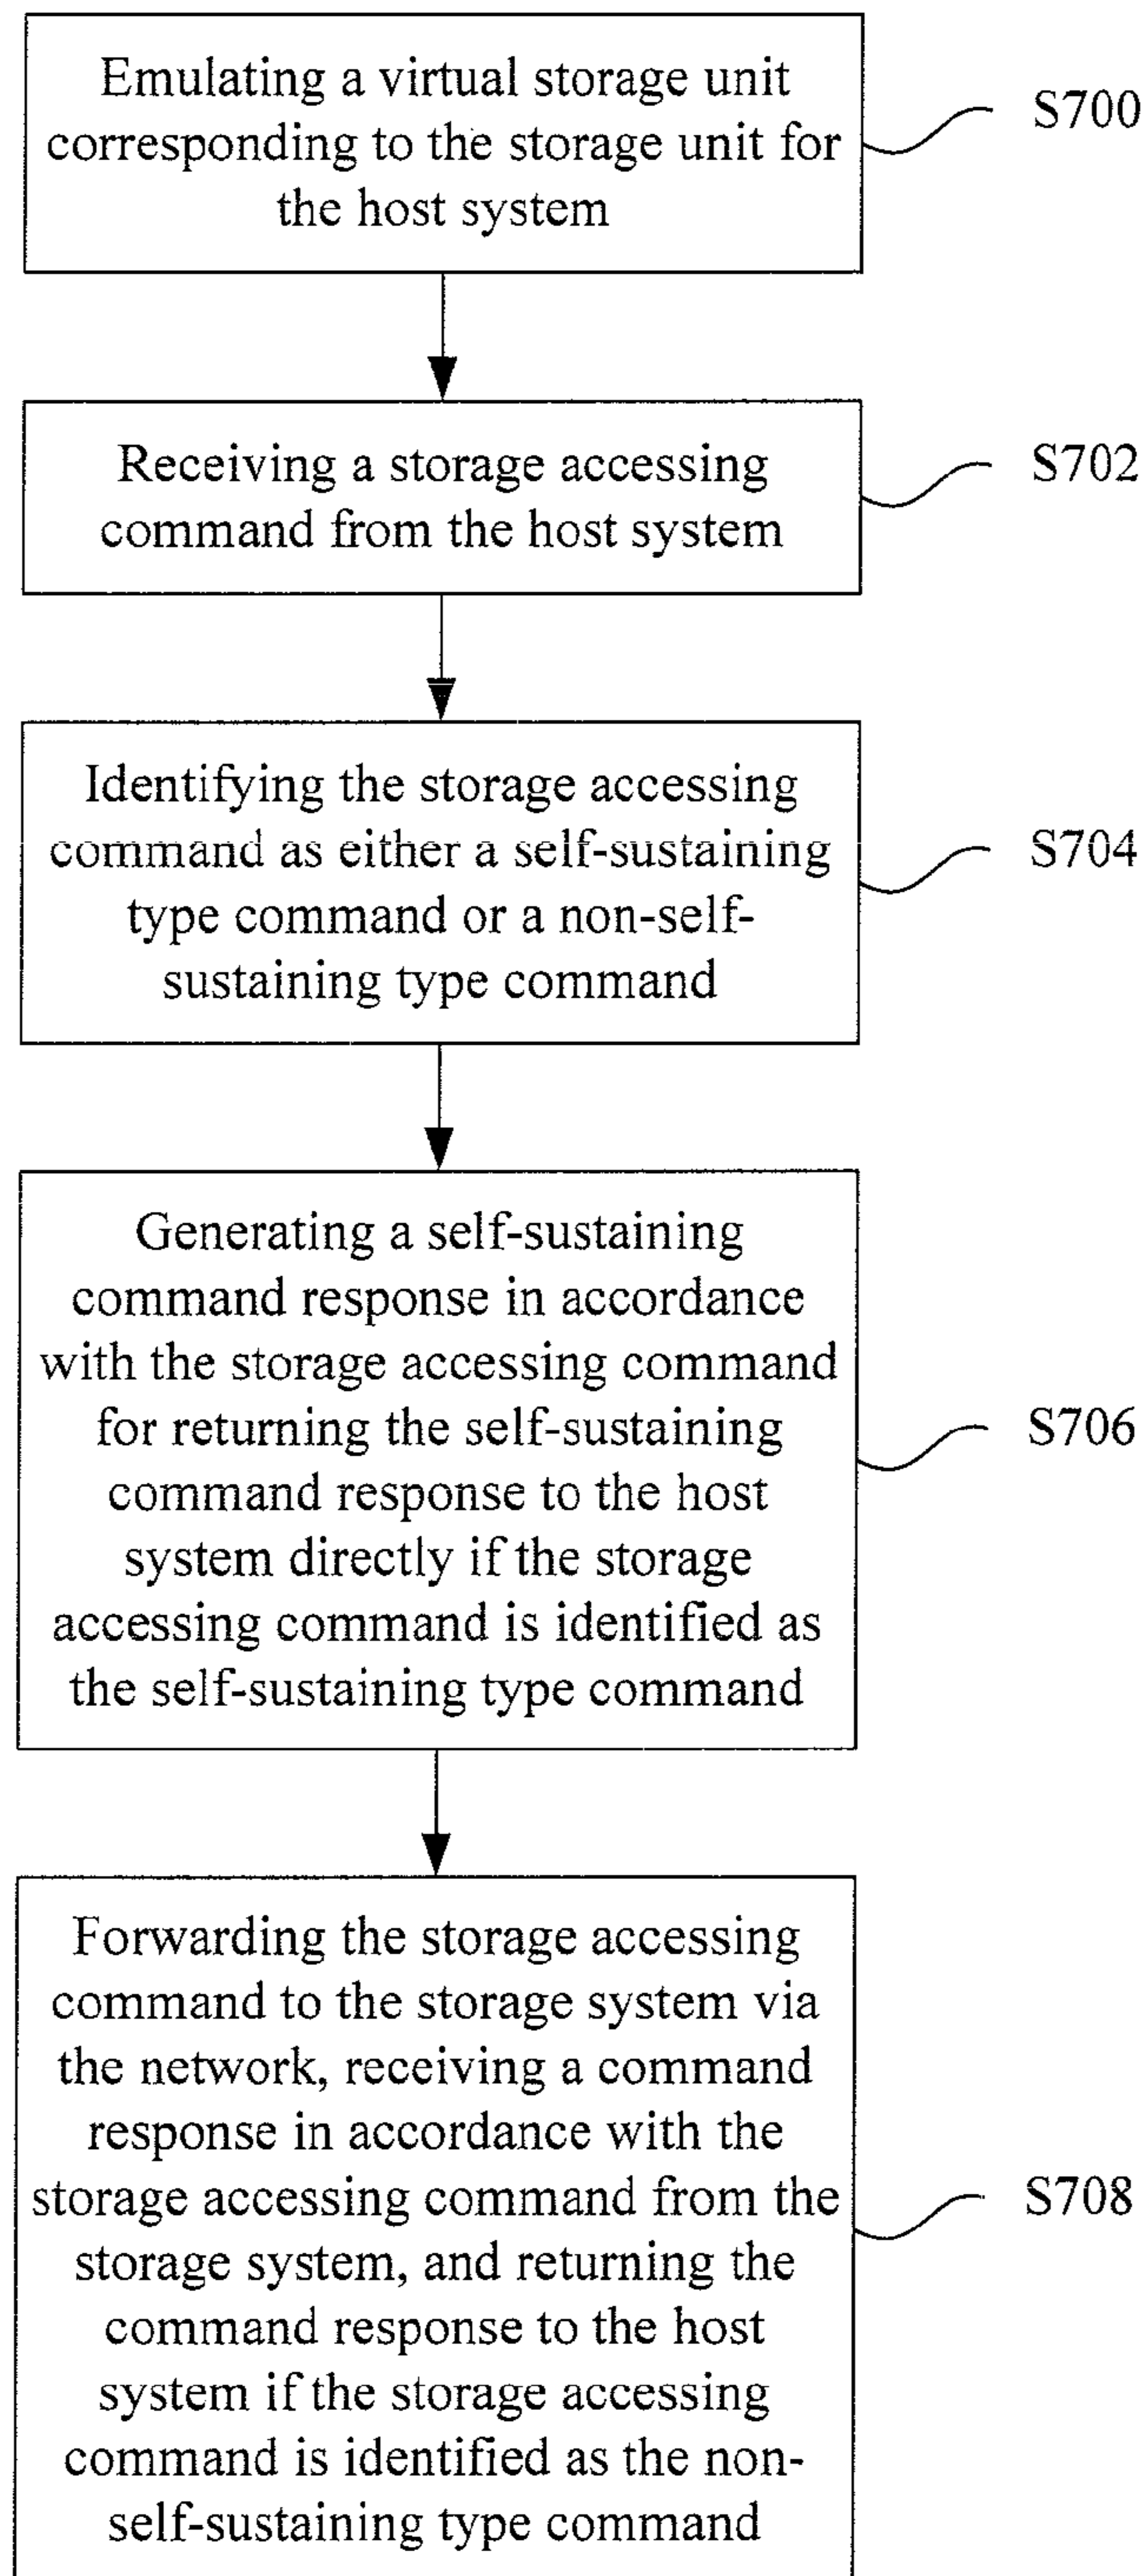 Emulating a virtual storage unit
corresponding to the storage unit for
the host system
S700
Receiving a storage accessing
command from the host system
S702
Identifying the storage accessing
command as either a self-sustaining
type command or a non-self-
sustaining type command
S704
Generating a self-sustaining
command response in accordance
with the storage accessing command
for returning the self-sustaining
command response to the host
system directly if the storage
accessing command is identified as
the self-sustaining type command
S706
Forwarding the storage accessing
command to the storage system via
the network, receiving a command
response in accordance with the
storage accessing command from the
storage system, and returning the
command response to the host
system if the storage accessing
command is identified as the non-
self-sustaining type command
S708